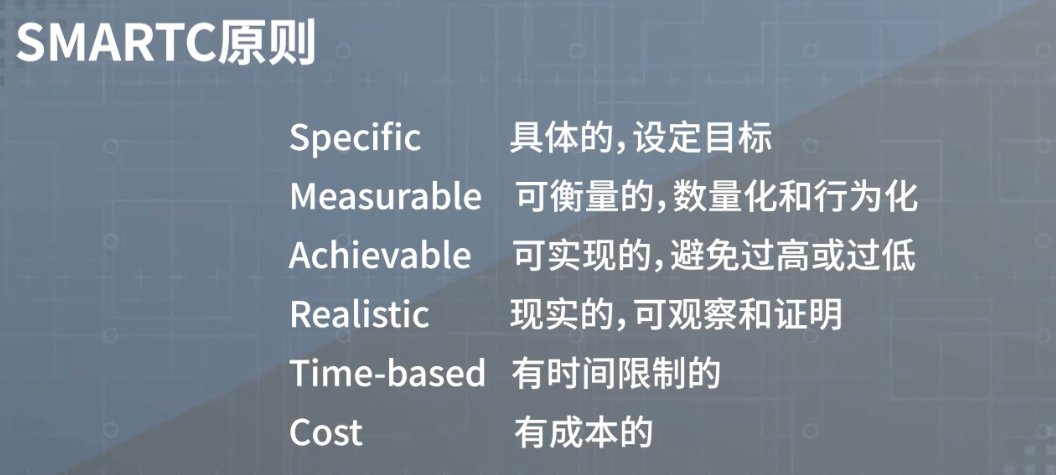 SMARTC原则
Specific 具体的，设定目标
Measurable 可衡量的，数量化和行为化
Achievable 可实现的，避免过高或过低
Realistic 现实的，可观察和证明
Time-based 有时间限制的
Cost 有成本的